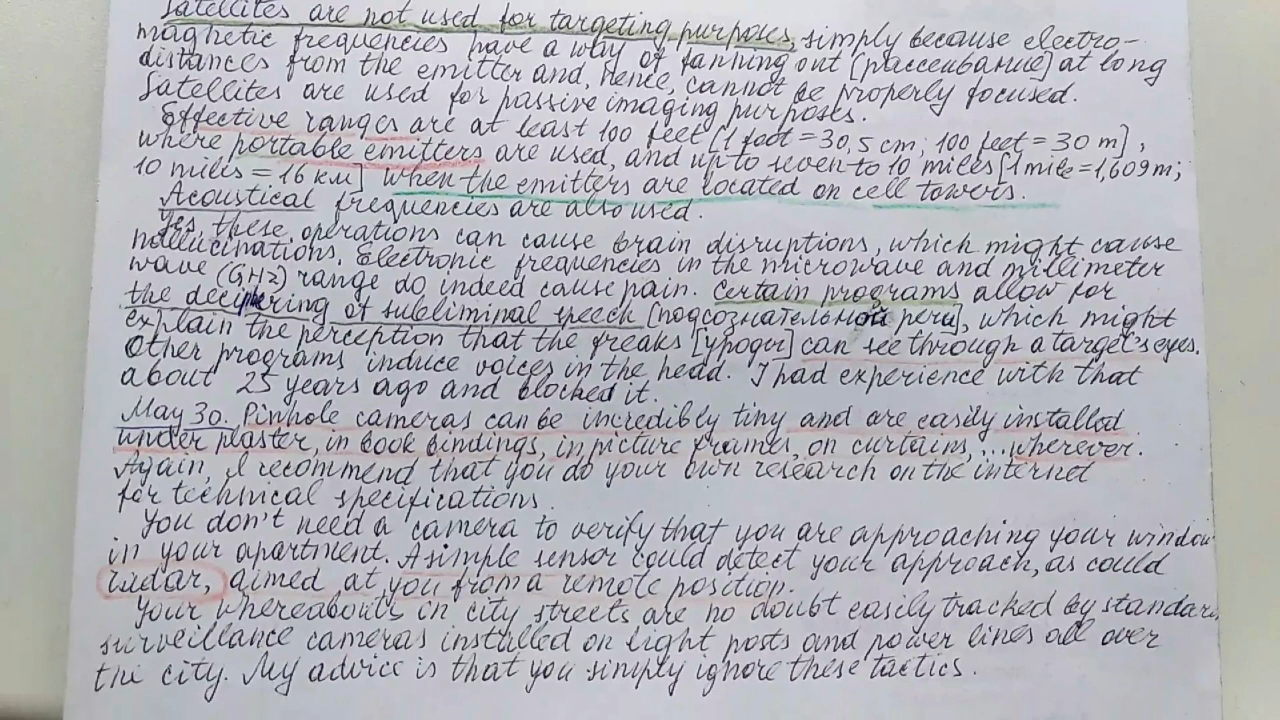 Satellites are not used for targeting purposes, simply because electro-
magnetic frequencies have a way of fanning out [рассеивание] at long
distances from the emitter and, hence, cannot be properly focused.
Satellites are used for passive imaging purposes.
Effective ranges are at least 100 feet [1 foot = 30,5 cm; 100 feet = 30 m],
where portable emitters are used, and up to seven to 10 miles [1 mile = 1,609 m;
10 miles = 16 км] when the emitters are located on cell towers.
Acoustical frequencies are also used.
Yes, these operations can cause brain disruptions, which might cause
hallucinations. Electronic frequencies in the microwave and millimeter
wave (GHz) range do indeed cause pain. Certain programs allow for
the deciphering of subliminal speech [подсознательной речи], which might
explain the perception that the freaks [уроды] can see through a target's eyes.
Other programs induce voices in the head. I had experience with that
about 25 years ago and blocked it.
May 30. Pinhole cameras can be incredibly tiny and are easily installed
under plaster, in book bindings, in picture frames, on curtains, ... wherever.
Again, I recommend that you do your own research on the internet
for technical specifications.
You don't need a camera to verify that you are approaching your window
in your apartment. A simple sensor could detect your approach, as could
radar, aimed at you from a remote position.
Your whereabouts in city streets are no doubt easily tracked by standard
surveillance cameras installed on light posts and power lines all over
the city. My advice is that you simply ignore these tactics.